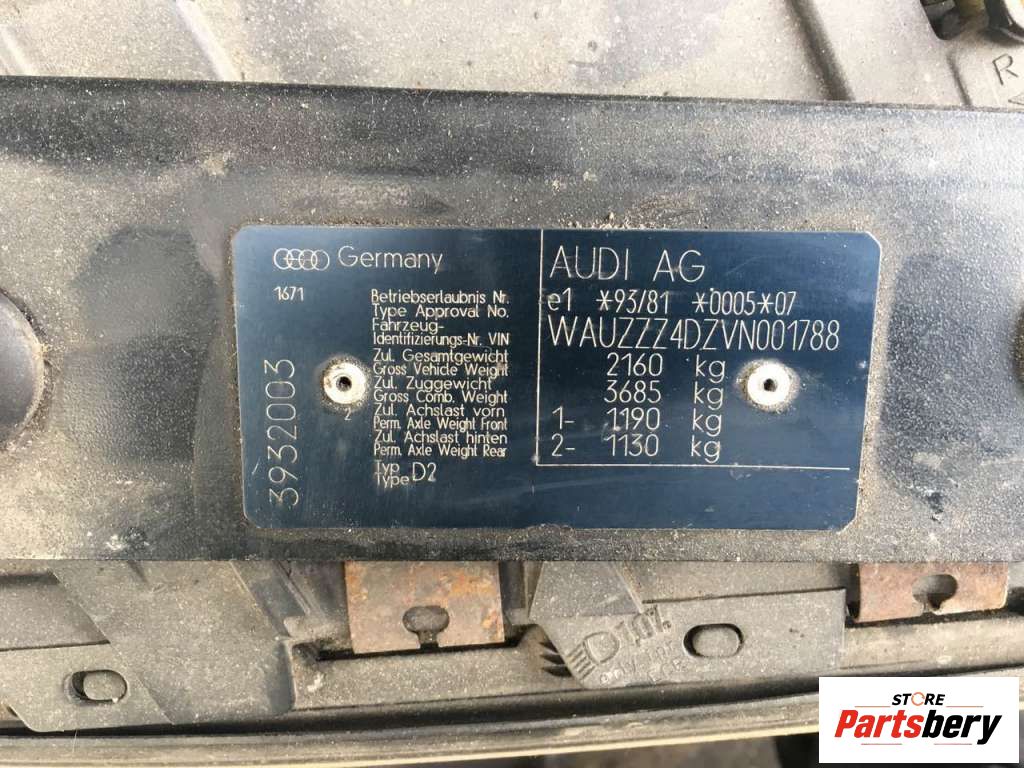 R
Germany
1671
Betriebserlaubnis Nr.
Type Approval No.
Fahrzeug-
Identifizierungs-Nr. VIN
Zul. Gesamtgewicht
Gross Vehicle Weight
Zul. Zuggewicht
Gross Comb. Weight
Zul. Achslast vorn
Perm. Axle Weight Front
Zul. Achslast hinten
Perm. Axle Weight Rear
Typ
Type D2
2
3932003
AUDI AG
e1 *93/81 *0005*07
WAUZZZ4DZVN001788
2160 kg
3685 kg
1- 1190 kg
2- 1130 kg
1.0%
STORE
Partsbery